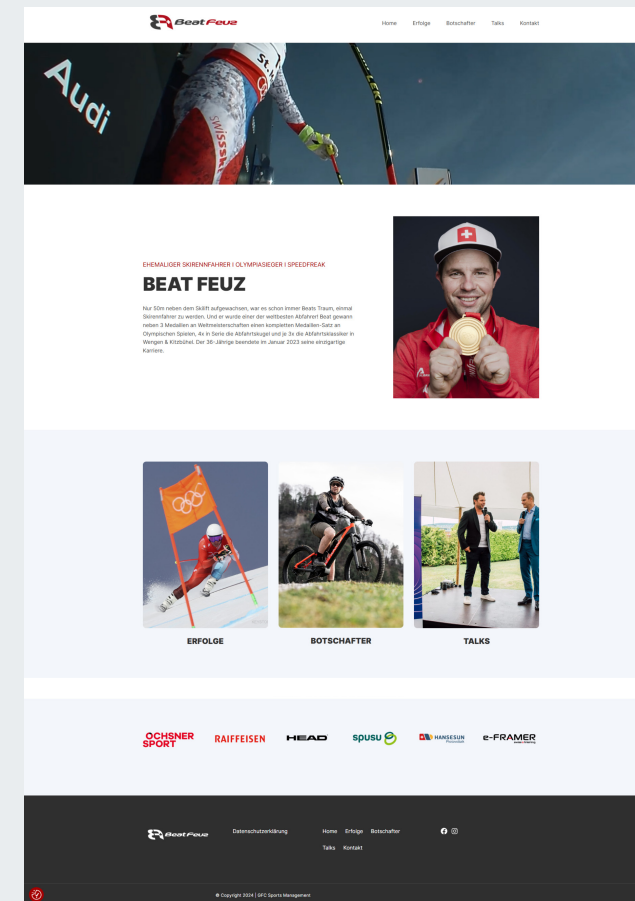 Beat Feuz
Home Erfolge Botschafter Talks Kontakt
Audi
EHEMALIGER SKIRENNFAHRER I OLYMPIASIEGER I SPEEDFREAK
BEAT FEUZ
Nur 50m neben dem Skilift aufgewachsen, war es schon immer Beats Traum, einmal
Skirennfahrer zu werden. Und er wurde einer der weltbesten Abfahrer! Beat gewann
neben 3 Medaillen an Weltmeisterschaften einen kompletten Medaillen-Satz an
Olympischen Spielen, 4x in Serie die Abfahrtskugel und je 3x die Abfahrtsklassiker in
Wengen & Kitzbühel. Der 36-Jährige beendete im Januar 2023 seine einzigartige
Karriere.
ERFOLGE BOTSCHAFTER TALKS
OCHSNER
SPORT
RAIFFEISEN
HEAD
spusu
HANSESUN
e-FRAMER
Beat Feuz
Datenschutzerklärung
Home Erfolge Botschafter
Talks Kontakt
© Copyright 2024 | GFC Sports Management